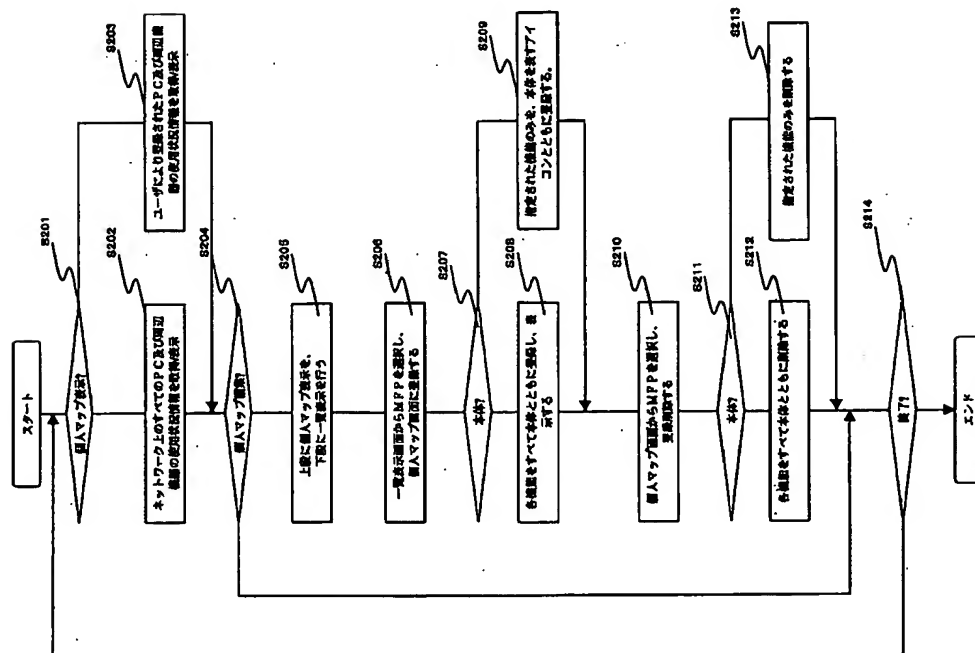 スタート
S201
個人マップ表示?
S202
ネットワーク上のすべてのPC及び周辺
機器の使用状況情報を取得/表示
S203
ユーザにより登録されたPC及び周辺機
器の使用状況情報を取得/表示
S204
個人マップ編集?
S205
上段に個人マップ表示を、
下段に一覧表示を行う
S206
一覧表示画面からMFPを選択し、
個人マップ画面に登録する
S207
本体?
S208
各機能をすべて本体とともに登録し、表
示する
S209
指定された機能のみを、本体を表すアイ
コンとともに登録する。
S210
個人マップ画面からMFPを選択し、
登録削除する
S211
本体?
S212
各機能をすべて本体とともに削除する
S213
指定された機能のみを削除する
S214
終了?
エンド